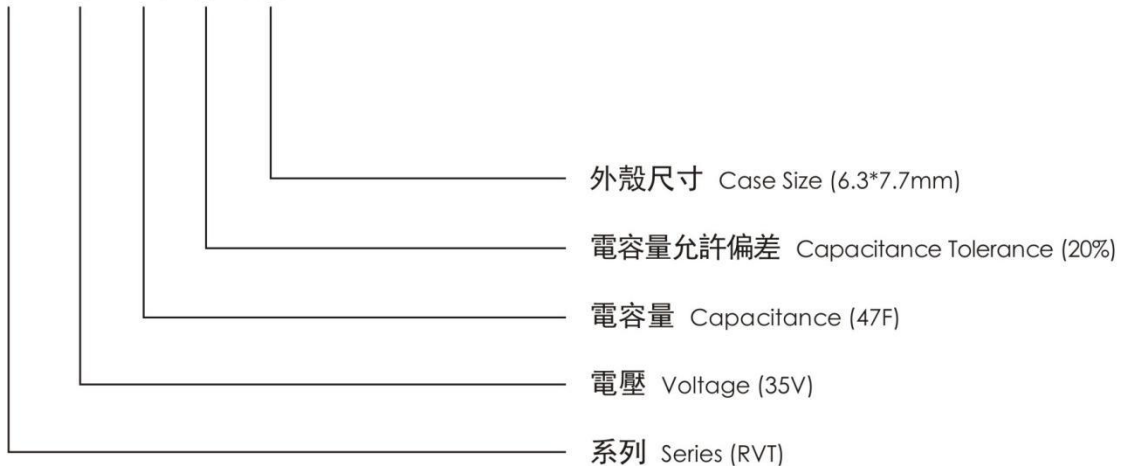 外殼尺寸 Case Size (6.3*7.7mm)
電容量允許偏差 Capacitance Tolerance (20%)
電容量 Capacitance (47F)
電壓 Voltage (35V)
系列 Series (RVT)